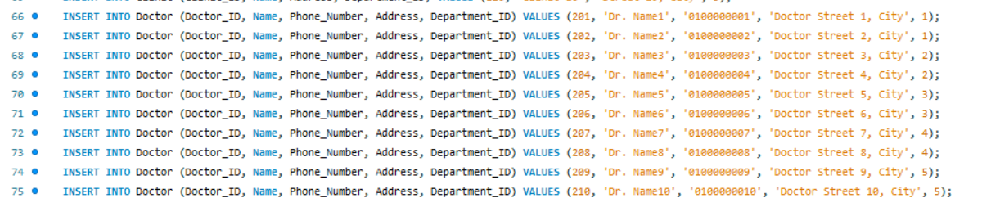 66 INSERT INTO Doctor (Doctor_ID, Name, Phone_Number, Address, Department_ID) VALUES (201, 'Dr. Name1', '0100000001', 'Doctor Street 1, City', 1);
67 INSERT INTO Doctor (Doctor_ID, Name, Phone_Number, Address, Department_ID) VALUES (202, 'Dr. Name2', '0100000002', 'Doctor Street 2, City', 1);
68 INSERT INTO Doctor (Doctor_ID, Name, Phone_Number, Address, Department_ID) VALUES (203, 'Dr. Name3', '0100000003', 'Doctor Street 3, City', 2);
69 INSERT INTO Doctor (Doctor_ID, Name, Phone_Number, Address, Department_ID) VALUES (204, 'Dr. Name4', '0100000004', 'Doctor Street 4, City', 2);
70 INSERT INTO Doctor (Doctor_ID, Name, Phone_Number, Address, Department_ID) VALUES (205, 'Dr. Name5', '0100000005', 'Doctor Street 5, City', 3);
71 INSERT INTO Doctor (Doctor_ID, Name, Phone_Number, Address, Department_ID) VALUES (206, 'Dr. Name6', '0100000006', 'Doctor Street 6, City', 3);
72 INSERT INTO Doctor (Doctor_ID, Name, Phone_Number, Address, Department_ID) VALUES (207, 'Dr. Name7', '0100000007', 'Doctor Street 7, City', 4);
73 INSERT INTO Doctor (Doctor_ID, Name, Phone_Number, Address, Department_ID) VALUES (208, 'Dr. Name8', '0100000008', 'Doctor Street 8, City', 4);
74 INSERT INTO Doctor (Doctor_ID, Name, Phone_Number, Address, Department_ID) VALUES (209, 'Dr. Name9', '0100000009', 'Doctor Street 9, City', 5);
75 INSERT INTO Doctor (Doctor_ID, Name, Phone_Number, Address, Department_ID) VALUES (210, 'Dr. Name10', '0100000010', 'Doctor Street 10, City', 5);